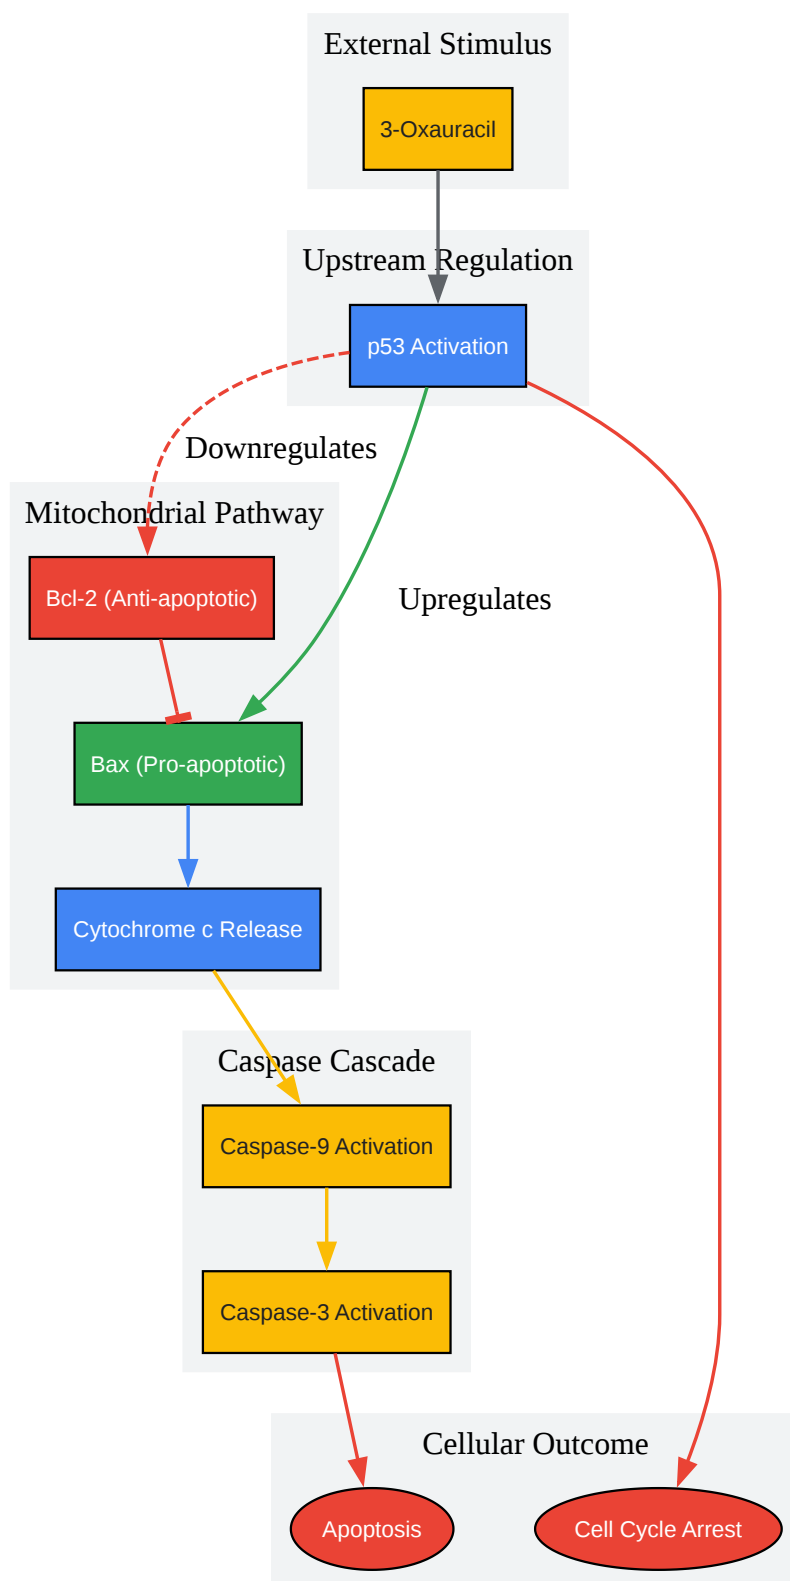 External Stimulus
3-Oxauracil
Upstream Regulation
p53 Activation
Downregulates
Mitochondrial Pathway
Bcl-2 (Anti-apoptotic)
Upregulates
Bax (Pro-apoptotic)
Cytochrome c Release
Caspase Cascade
Caspase-9 Activation
Caspase-3 Activation
Cellular Outcome
Apoptosis
Cell Cycle Arrest